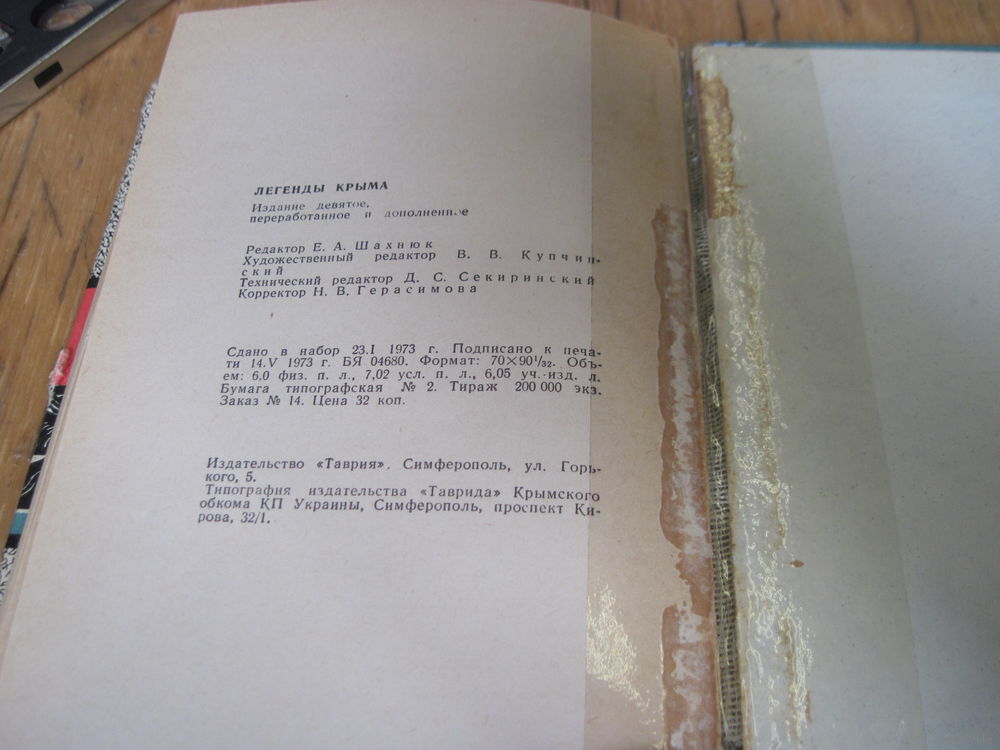 ЛЕГЕНДЫ КРЫМА
Издание девятое,
переработанное и дополненное
Редактор Е. А. Шахнюк
Художественный редактор В. В. Купчин-
ский
Технический редактор Д. С. Секиринский
Корректор Н. В. Герасимова
Сдано в набор 23.I 1973 г. Подписано к печа-
ти 14.V 1973 г. БЯ 04680. Формат: 70×90¹/₃₂. Объ-
ем: 6,0 физ. п. л., 7,02 усл. п. л., 6,05 уч.-изд. л.
Бумага типографская № 2. Тираж 200 000 экз.
Заказ № 14. Цена 32 коп.
Издательство «Таврия». Симферополь, ул. Горь-
кого, 5.
Типография издательства «Таврида» Крымского
обкома КП Украины, Симферополь, проспект Ки-
рова, 32/1.